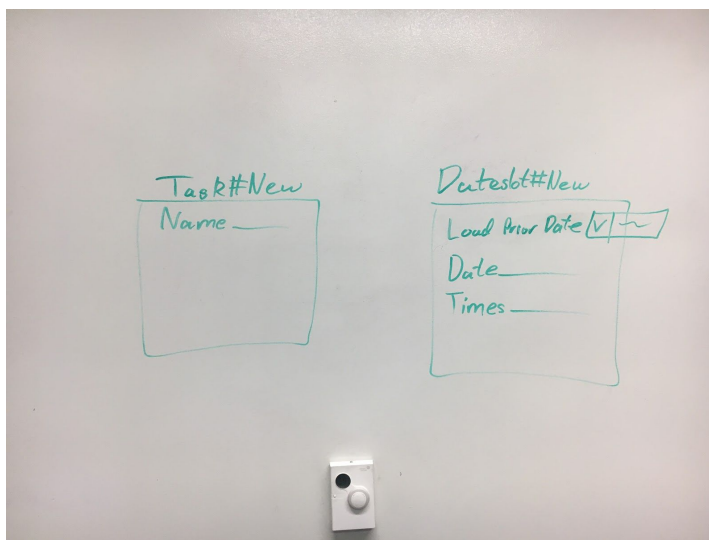 Task#New
Name
Dateslot#New
Load Prior Date
Date
Times